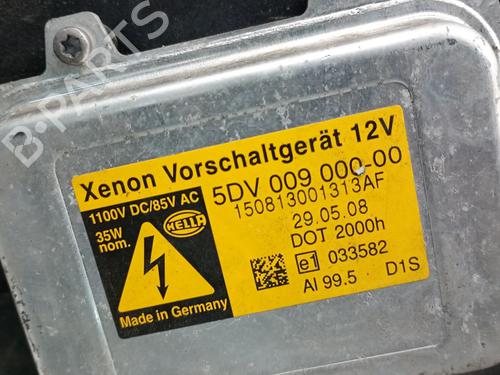 B-PARTS
Xenon Vorschaltgerät 12V
1100V DC/85V AC
35W
nom.
HELLA
5DV 009 000-00
150813001313AF
29.05.08
DOT 2000h
e1 033582
AI 99.5 D1S
Made in Germany